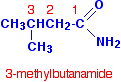 3 2 1 O
CH₃CHCH₂C
CH₃ NH₂
3-methylbutanamide